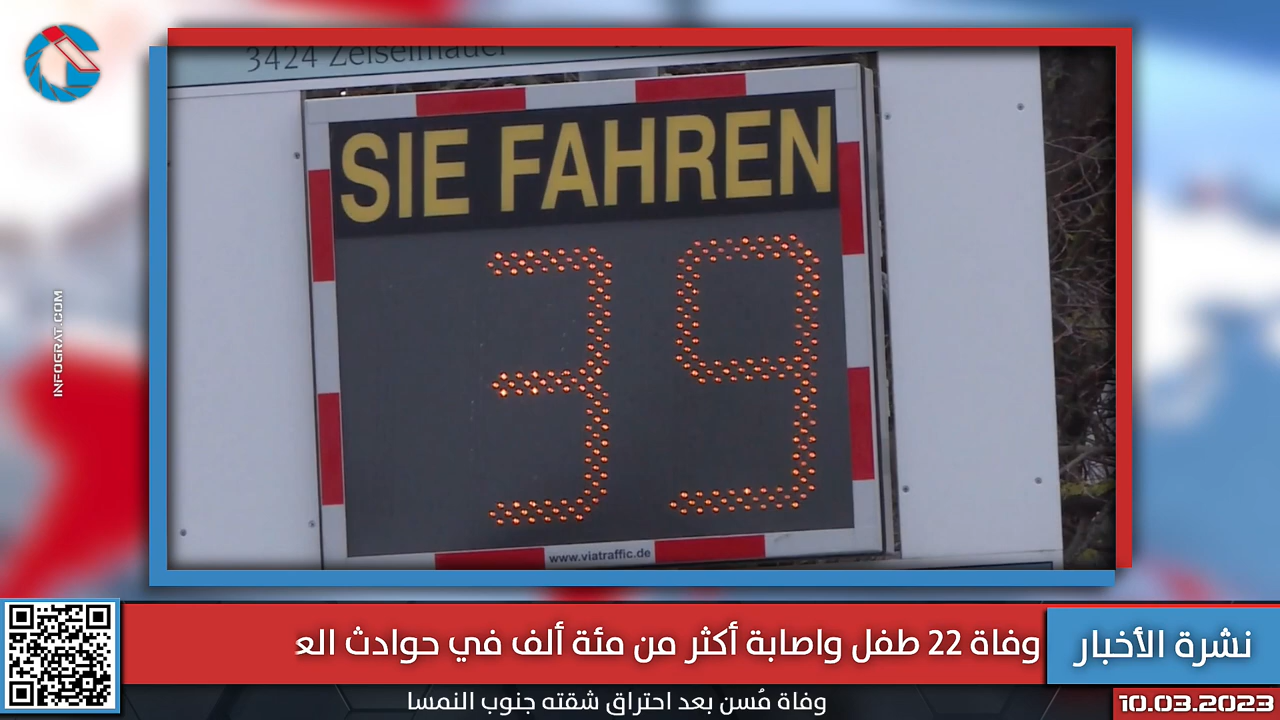 3424 Zeiselmauer
SIE FAHREN
39
www.viatraffic.de
INFOGRAT.COM
نشرة الأخبار
وفاة 22 طفل واصابة أكثر من مئة ألف في حوادث الع
وفاة مُسن بعد احتراق شقته جنوب النمسا
10.03.2023